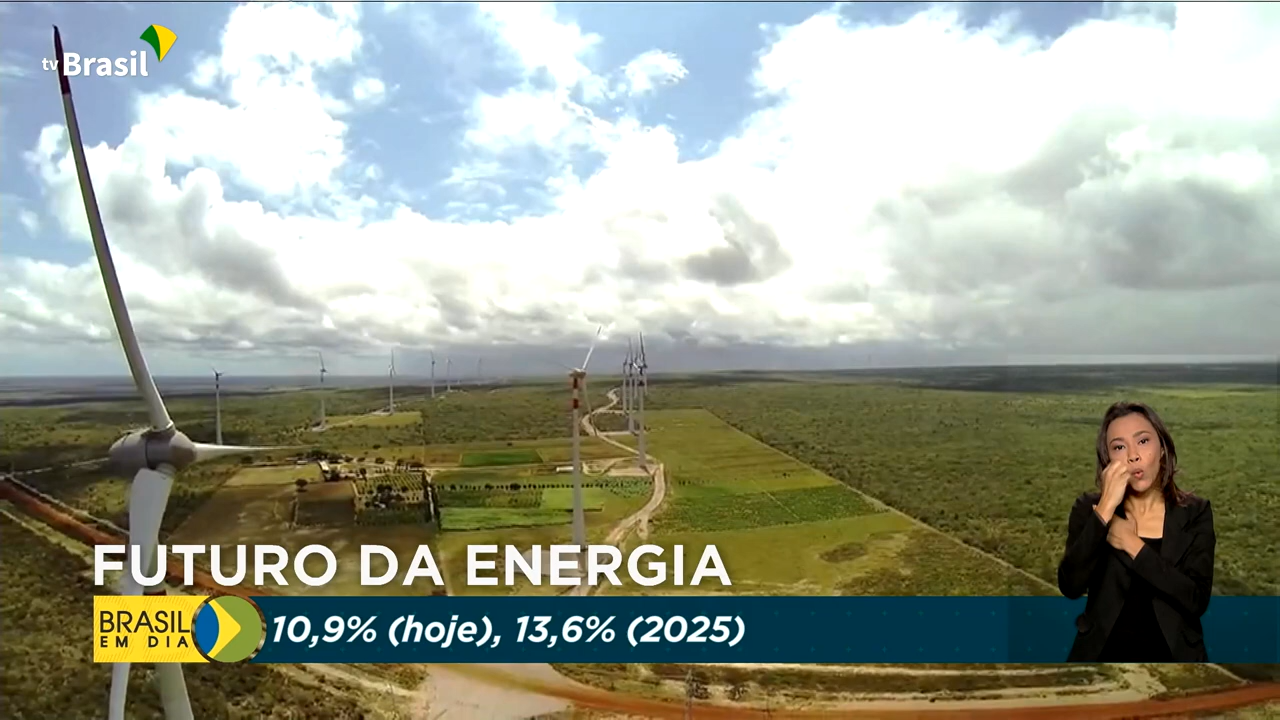 tv Brasil
FUTURO DA ENERGIA
BRASIL
EM DIA
10,9% (hoje), 13,6% (2025)